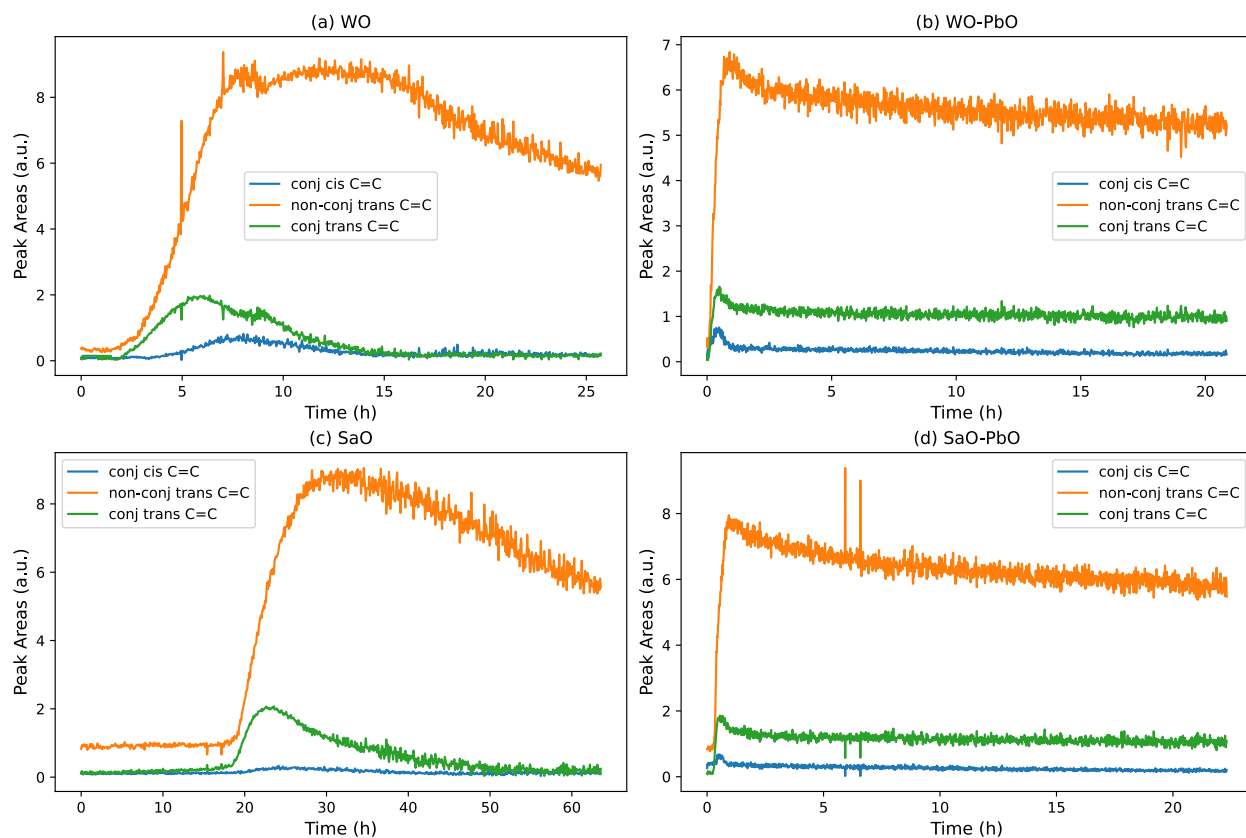 (a) WO
Peak Areas (a.u.)
8
6
4
2
0
conj cis C=C
non-conj trans C=C
conj trans C=C
0 5 10 15 20 25
Time (h)
(b) WO-PbO
Peak Areas (a.u.)
7
6
5
4
3
2
1
0
conj cis C=C
non-conj trans C=C
conj trans C=C
0 5 10 15 20
Time (h)
(c) SaO
Peak Areas (a.u.)
8
6
4
2
0
conj cis C=C
non-conj trans C=C
conj trans C=C
0 10 20 30 40 50 60
Time (h)
(d) SaO-PbO
Peak Areas (a.u.)
8
6
4
2
0
conj cis C=C
non-conj trans C=C
conj trans C=C
0 5 10 15 20
Time (h)